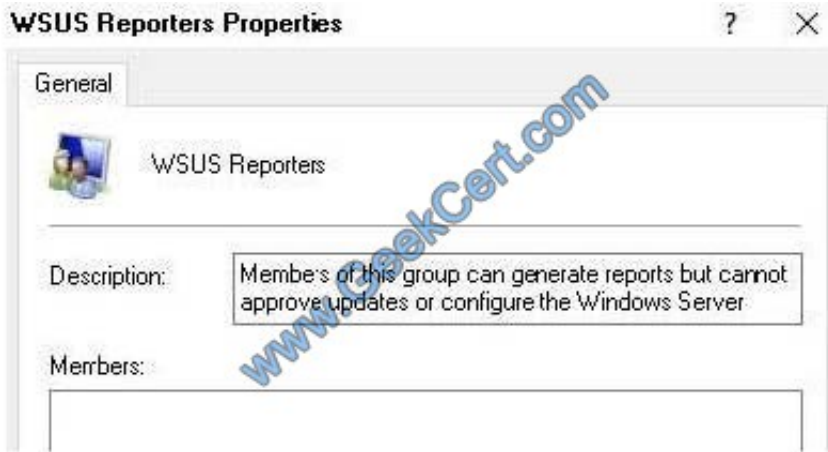 WSUS Reporters Properties ? X
General
WSUS Reporters
Description: Members of this group can generate reports but cannot
approve updates or configure the Windows Server
Members:
www.GeekCert.com